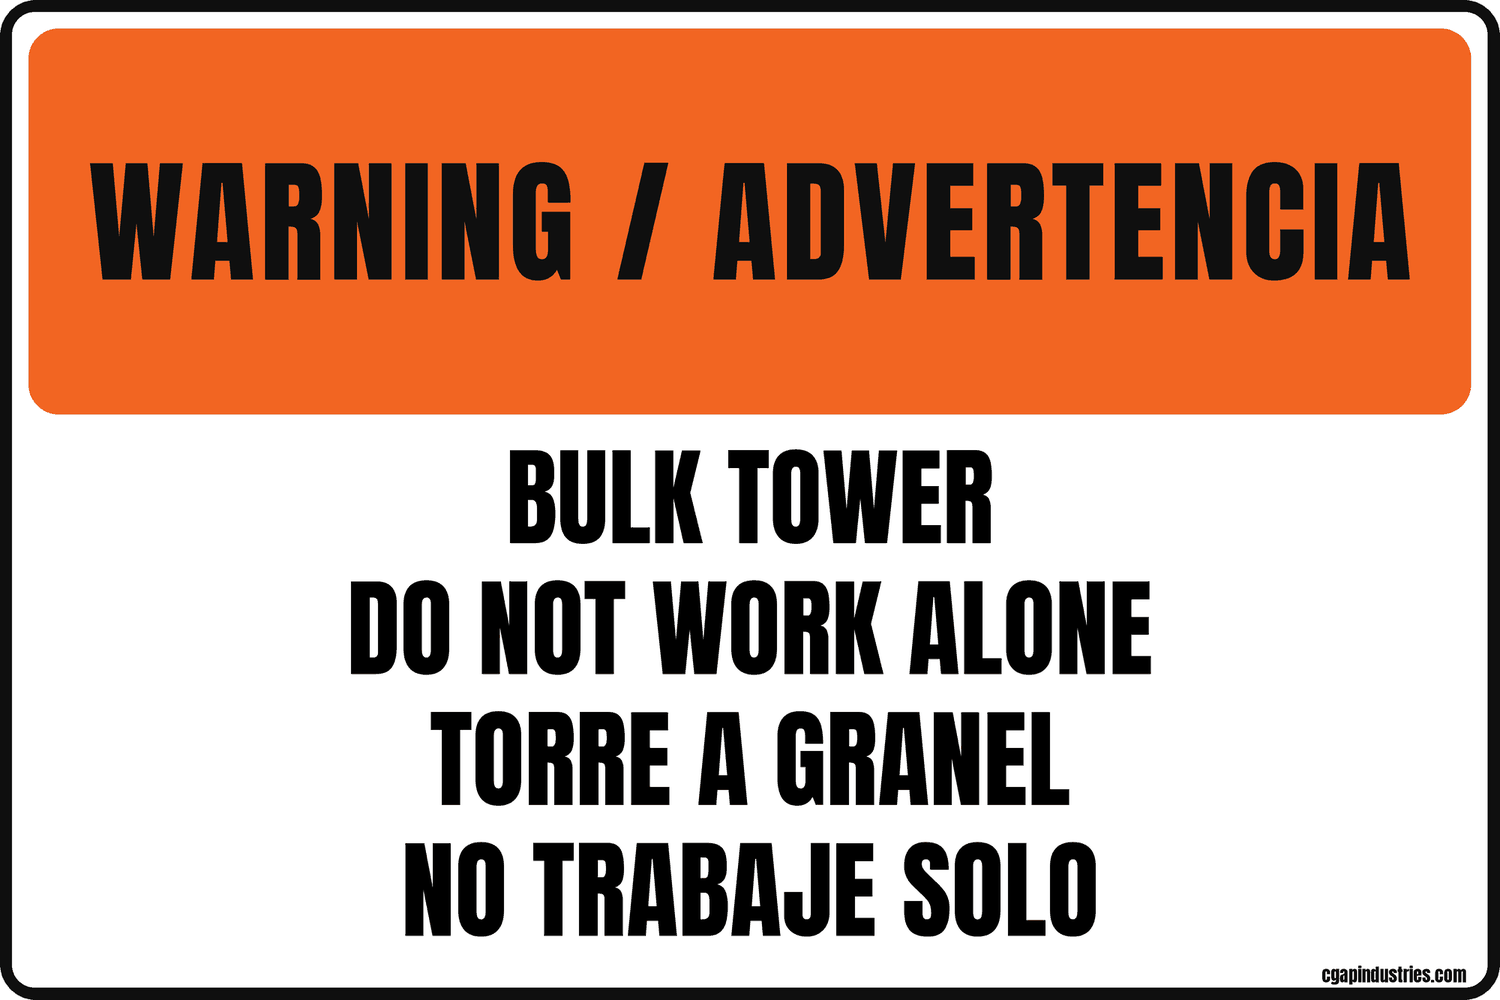 WARNING / ADVERTENCIA
BULK TOWER
DO NOT WORK ALONE
TORRE A GRANEL
NO TRABAJE SOLO
cgapindustries.com